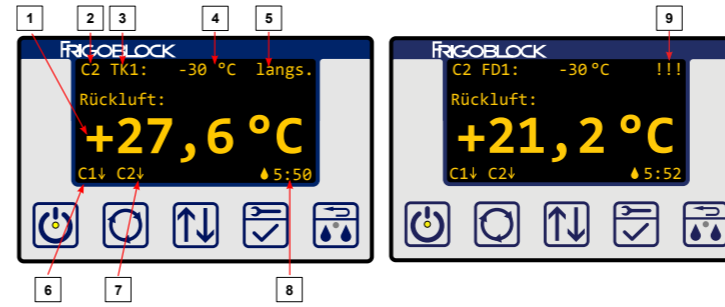 1 2 3 4 5 9
FRIGOBLOCK
C2 TK1: -30 °C langs.
Rückluft:
+27,6 °C
C1↓ C2↓ 5:50
6 7 8
FRIGOBLOCK
C2 FD1: -30 °C !!!
Rückluft:
+21,2 °C
C1↓ C2↓ 5:52